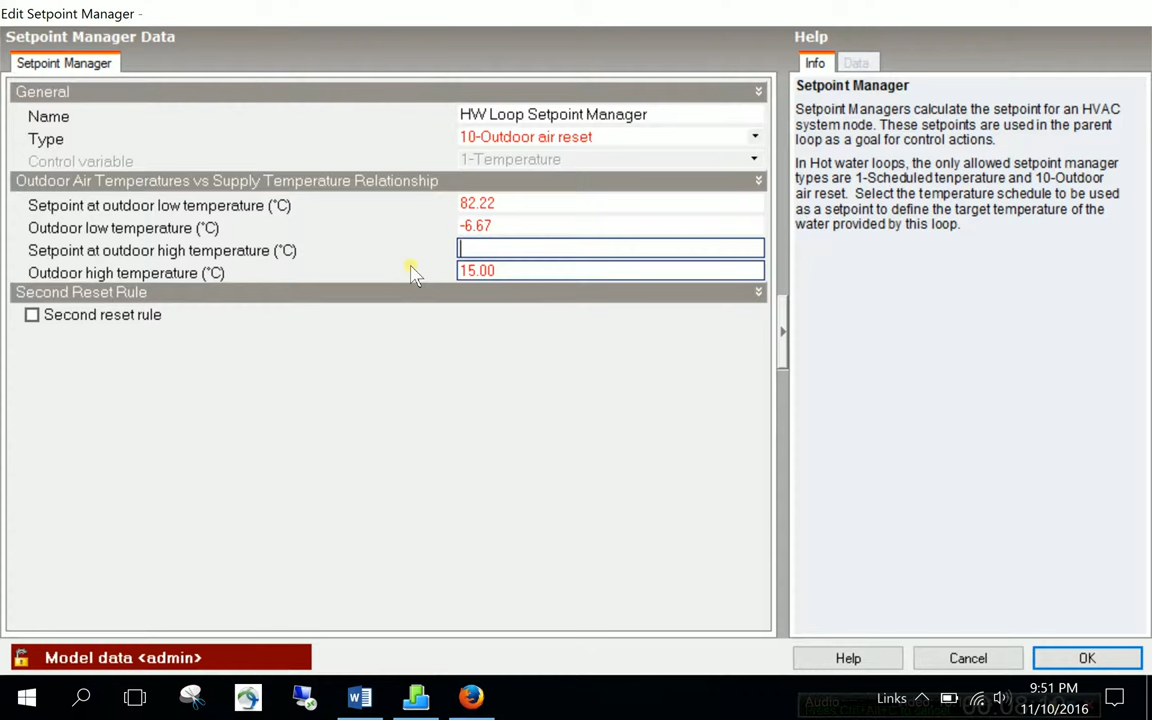 Edit Setpoint Manager -
Setpoint Manager Data
Setpoint Manager
General
Name
HW Loop Setpoint Manager
Type
10-Outdoor air reset
Control variable
1-Temperature
Outdoor Air Temperatures vs Supply Temperature Relationship
Setpoint at outdoor low temperature (°C)
82.22
Outdoor low temperature (°C)
-6.67
Setpoint at outdoor high temperature (°C)
Outdoor high temperature (°C)
15.00
Second Reset Rule
Second reset rule
Help
Info
Data
Setpoint Manager
Setpoint Managers calculate the setpoint for an HVAC
system node. These setpoints are used in the parent
loop as a goal for control actions.
In Hot water loops, the only allowed setpoint manager
types are 1-Scheduled tenperature and 10-Outdoor
air reset. Select the temperature schedule to be used
as a setpoint to define the target temperature of the
water provided by this loop.
Model data <admin>
Help
Cancel
OK
Links
9:51 PM
11/10/2016
Audio